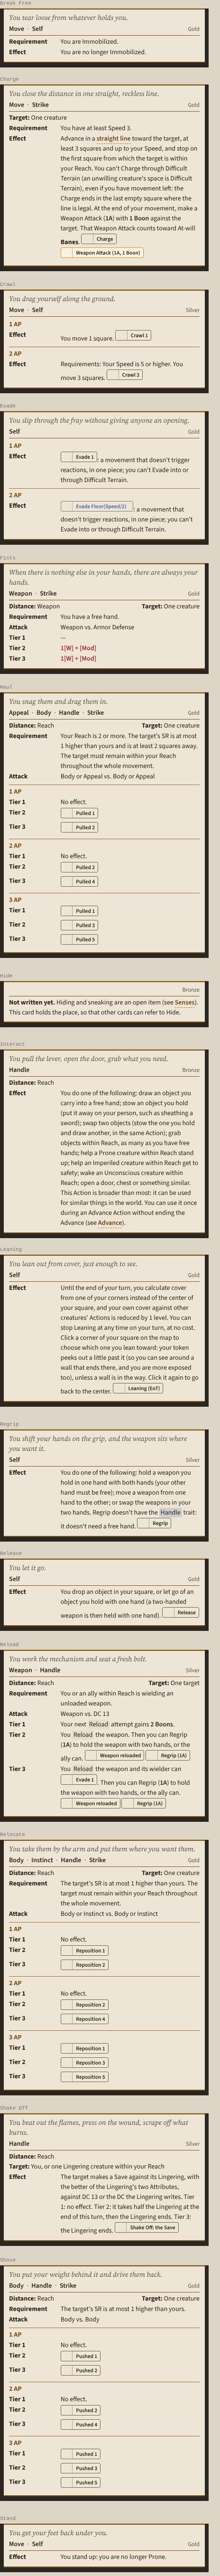 Break Free
You tear loose from whatever holds you.
Move · Self Gold
Requirement You are Immobilized.
Effect You are no longer Immobilized.
Charge
You close the distance in one straight, reckless line.
Move · Strike Gold
Target: One creature
Requirement You have at least Speed 3.
Effect Advance in a straight line toward the target, at
least 3 squares and up to your Speed, and stop on
the first square from which the target is within
your Reach. You can't Charge through Difficult
Terrain (an unwilling creature's space is Difficult
Terrain), even if you have movement left: the
Charge ends in the last empty square where the
line is legal. At the end of your movement, make a
Weapon Attack (1A) with 1 Boon against the
target. That Weapon Attack counts toward At-will
Banes. Charge
Weapon Attack (1A, 1 Boon)
Crawl
You drag yourself along the ground.
Move · Self Silver
1 AP
Effect You move 1 square. Crawl 1
2 AP
Effect Requirements: Your Speed is 5 or higher. You
move 3 squares. Crawl 3
Evade
You slip through the fray without giving anyone an opening.
Self Gold
1 AP
Effect Evade 1 : a movement that doesn't trigger
reactions, in one piece; you can't Evade into or
through Difficult Terrain.
2 AP
Effect Evade Floor(Speed/2) : a movement that
doesn't trigger reactions, in one piece; you can't
Evade into or through Difficult Terrain.
Fists
When there is nothing else in your hands, there are always your
hands.
Weapon · Strike Gold
Distance: Weapon Target: One creature
Requirement You have a free hand.
Attack Weapon vs. Armor Defense
Tier 1 —
Tier 2 1[W] + [Mod]
Tier 3 1[W] + [Mod]
Haul
You snag them and drag them in.
Appeal · Body · Handle · Strike Gold
Distance: Reach Target: One creature
Requirement Your Reach is 2 or more. The target's SR is at most
1 higher than yours and is at least 2 squares away.
The target must remain within your Reach
throughout the whole movement.
Attack Body or Appeal vs. Body or Appeal
1 AP
Tier 1 No effect.
Tier 2 Pulled 1
Tier 3 Pulled 2
2 AP
Tier 1 No effect.
Tier 2 Pulled 2
Tier 3 Pulled 4
3 AP
Tier 1 Pulled 1
Tier 2 Pulled 3
Tier 3 Pulled 5
Hide
Bronze
Not written yet. Hiding and sneaking are an open item (see Senses).
This card holds the place, so that other cards can refer to Hide.
Interact
You pull the lever, open the door, grab what you need.
Handle Bronze
Distance: Reach
Effect You do one of the following: draw an object you
carry into a free hand; stow an object you hold
(put it away on your person, such as sheathing a
sword); swap two objects (stow the one you hold
and draw another, in the same Action); grab
objects within Reach, as many as you have free
hands; help a Prone creature within Reach stand
up; help an Imperiled creature within Reach get to
safety; wake an Unconscious creature within
Reach; open a door, chest or something similar.
This Action is broader than most: it can be used
for similar things in the world. You can use it once
during an Advance Action without ending the
Advance (see Advance).
Leaning
You lean out from cover, just enough to see.
Self Gold
Effect Until the end of your turn, you calculate cover
from one of your corners instead of the center of
your square, and your own cover against other
creatures' Actions is reduced by 1 level. You can
stop Leaning at any time on your turn, at no cost.
Click a corner of your square on the map to
choose which one you lean toward: your token
peeks out a little past it (so you can see around a
wall that ends there, and you are more exposed
too), unless a wall is in the way. Click it again to go
back to the center. Leaning (EoT)
Regrip
You shift your hands on the grip, and the weapon sits where
you want it.
Self Silver
Effect You do one of the following: hold a weapon you
hold in one hand with both hands (your other
hand must be free); move a weapon from one
hand to the other; or swap the weapons in your
two hands. Regrip doesn't have the Handle trait:
it doesn't need a free hand. Regrip
Release
You let it go.
Self Gold
Effect You drop an object in your square, or let go of an
object you hold with one hand (a two-handed
weapon is then held with one hand). Release
Reload
You work the mechanism and seat a fresh bolt.
Weapon · Handle Silver
Distance: Reach Target: One target
Requirement You or an ally within Reach is wielding an
unloaded weapon.
Attack Weapon vs. DC 13
Tier 1 Your next Reload attempt gains 2 Boons.
Tier 2 You Reload the weapon. Then you can Regrip
(1A) to hold the weapon with two hands, or the
ally can. Weapon reloaded Regrip (1A)
Tier 3 You Reload the weapon and its wielder can
Evade 1 . Then you can Regrip (1A) to hold
the weapon with two hands, or the ally can.
Weapon reloaded Regrip (1A)
Relocate
You take them by the arm and put them where you want them.
Body · Instinct · Handle · Strike Gold
Distance: Reach Target: One creature
Requirement The target's SR is at most 1 higher than yours. The
target must remain within your Reach throughout
the whole movement.
Attack Body or Instinct vs. Body or Instinct
1 AP
Tier 1 No effect.
Tier 2 Reposition 1
Tier 3 Reposition 2
2 AP
Tier 1 No effect.
Tier 2 Reposition 2
Tier 3 Reposition 4
3 AP
Tier 1 Reposition 1
Tier 2 Reposition 3
Tier 3 Reposition 5
Shake Off
You beat out the flames, press on the wound, scrape off what
burns.
Handle Silver
Distance: Reach
Target: You, or one Lingering creature within your Reach
Effect The target makes a Save against its Lingering, with
the better of the Lingering's two Attributes,
against DC 13 or the DC the Lingering writes. Tier
1: no effect. Tier 2: it takes half the Lingering at the
end of this turn, then the Lingering ends. Tier 3:
the Lingering ends. Shake Off: the Save
Shove
You put your weight behind it and drive them back.
Body · Handle · Strike Gold
Distance: Reach Target: One creature
Requirement The target's SR is at most 1 higher than yours.
Attack Body vs. Body
1 AP
Tier 1 No effect.
Tier 2 Pushed 1
Tier 3 Pushed 2
2 AP
Tier 1 No effect.
Tier 2 Pushed 2
Tier 3 Pushed 4
3 AP
Tier 1 Pushed 1
Tier 2 Pushed 3
Tier 3 Pushed 5
Stand
You get your feet back under you.
Move · Self Gold
Effect You stand up: you are no longer Prone.